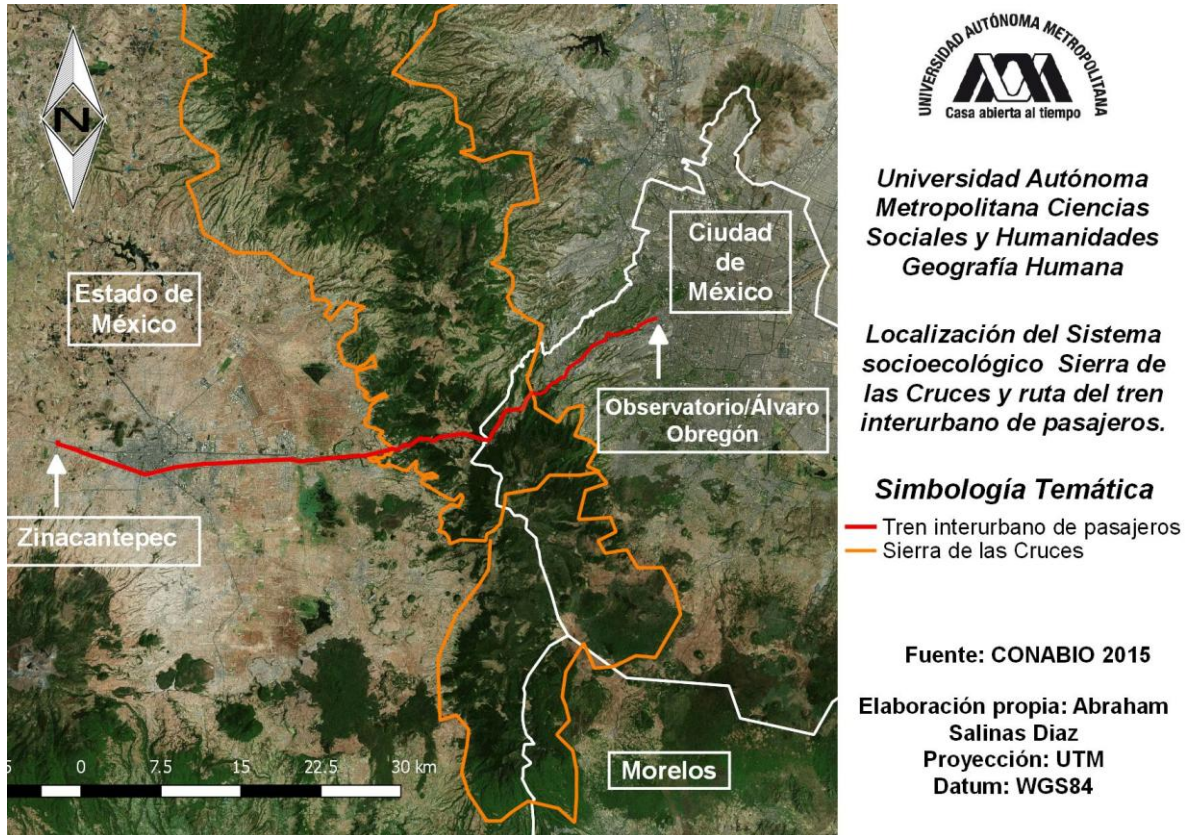 N
Estado de
México
Ciudad
de
México
Observatorio/Álvaro
Obregón
Zinacantepec
5 0 7.5 15 22.5 30 km
Morelos
UNIVERSIDAD AUTÓNOMA METROPOLITANA
Casa abierta al tiempo
Universidad Autónoma
Metropolitana Ciencias
Sociales y Humanidades
Geografía Humana
Localización del Sistema
socioecológico Sierra de
las Cruces y ruta del tren
interurbano de pasajeros.
Simbología Temática
Tren interurbano de pasajeros
Sierra de las Cruces
Fuente: CONABIO 2015
Elaboración propia: Abraham
Salinas Diaz
Proyección: UTM
Datum: WGS84